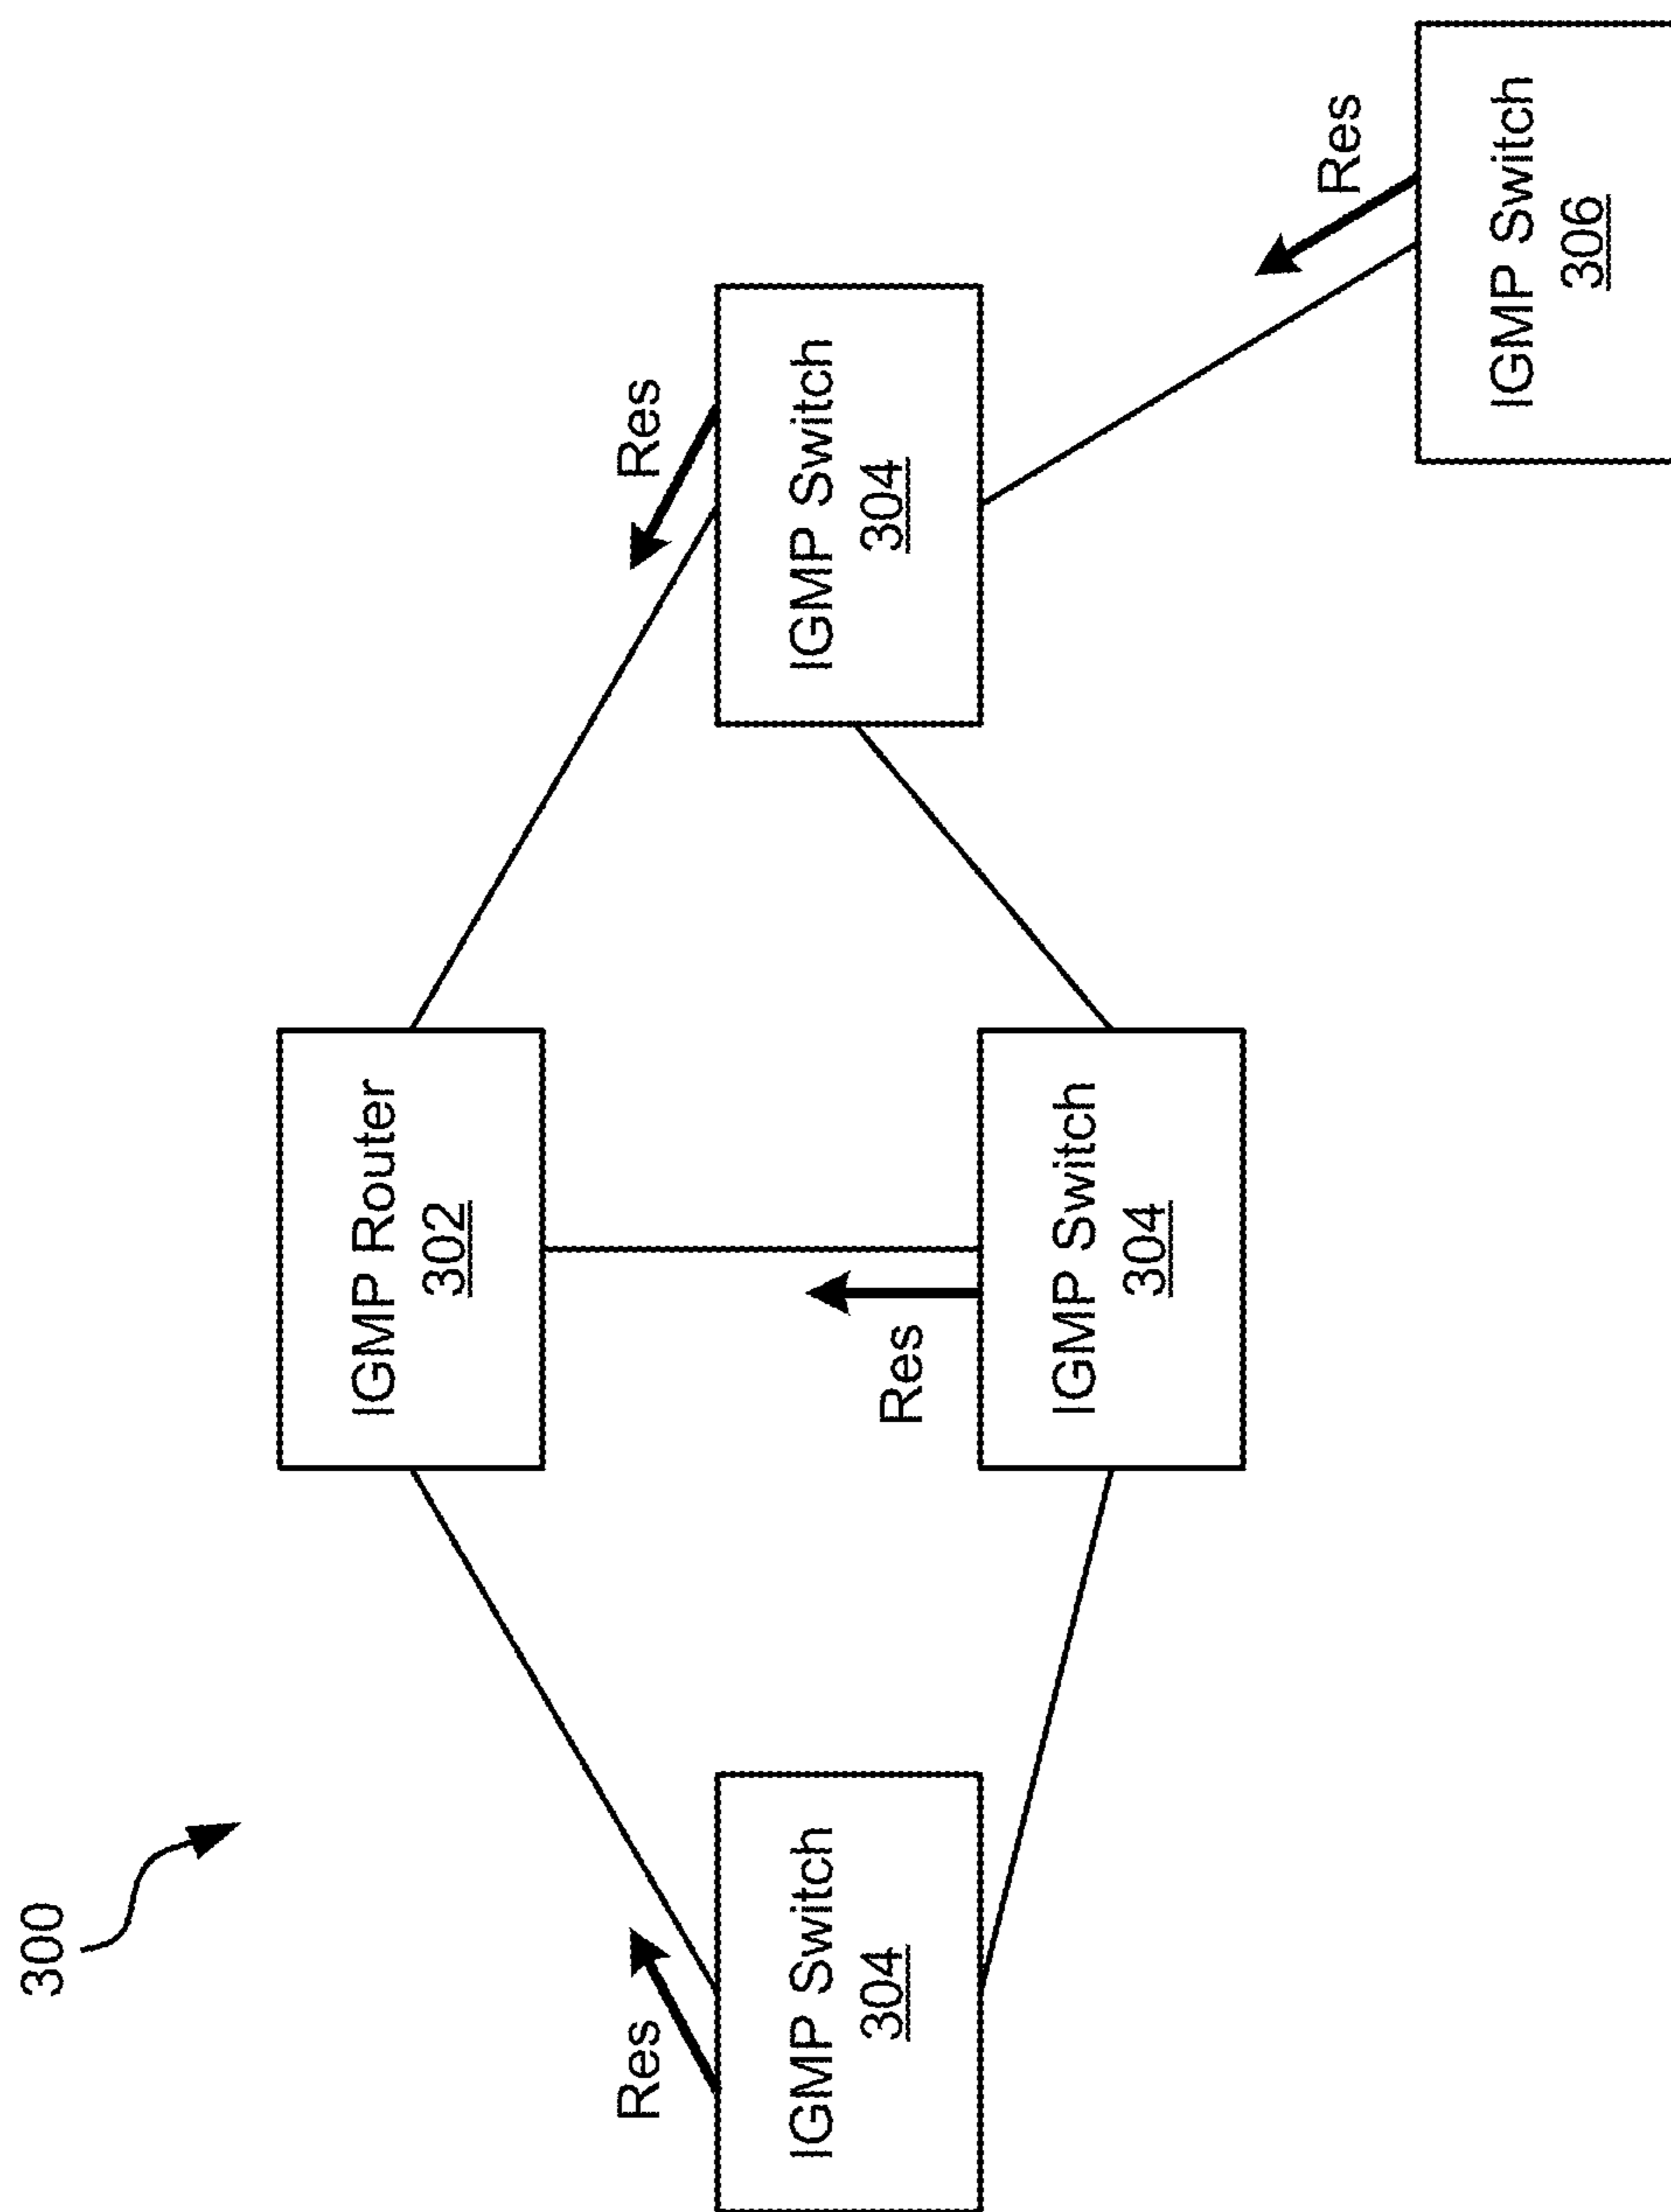 300
IGMP Router
302
Res
Res
IGMP Switch
304
IGMP Switch
304
Res
IGMP Switch
304
Res
IGMP Switch
306